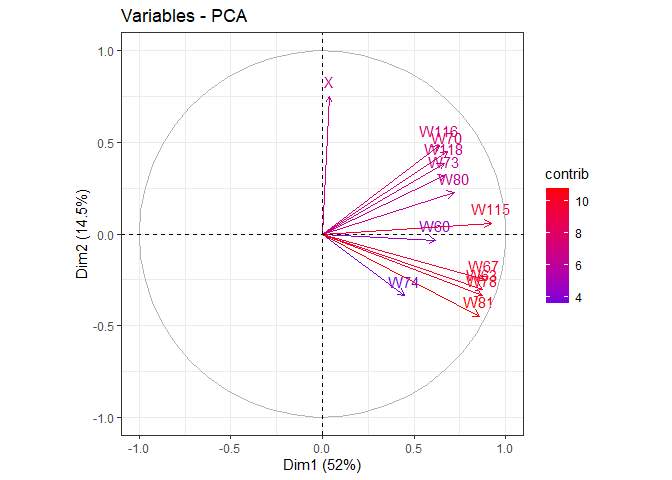 Variables - PCA
1.0
0.5
0.0
-0.5
-1.0
-1.0
-0.5
0.0
0.5
1.0
Dim2 (14.5%)
Dim1 (52%)
X
W116
W70
W118
W73
W80
W115
W60
W67
W63
W78
W74
W81
contrib
10
8
6
4